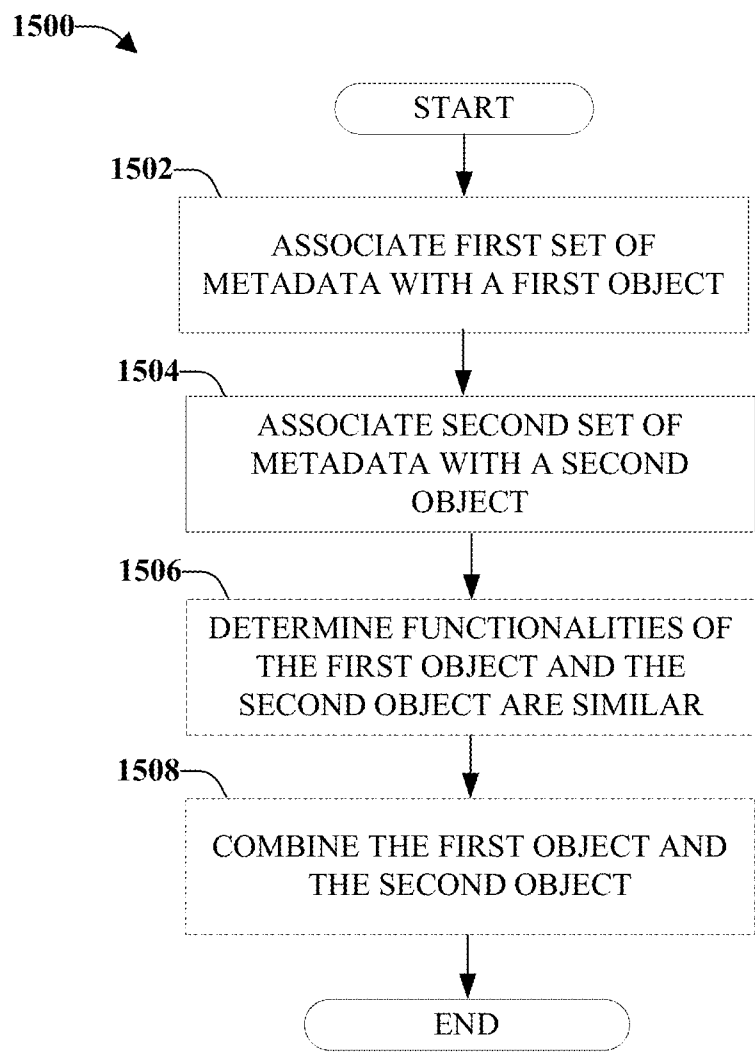 1500
START
1502
ASSOCIATE FIRST SET OF
METADATA WITH A FIRST OBJECT
1504
ASSOCIATE SECOND SET OF
METADATA WITH A SECOND
OBJECT
1506
DETERMINE FUNCTIONALITIES OF
THE FIRST OBJECT AND THE
SECOND OBJECT ARE SIMILAR
1508
COMBINE THE FIRST OBJECT AND
THE SECOND OBJECT
END